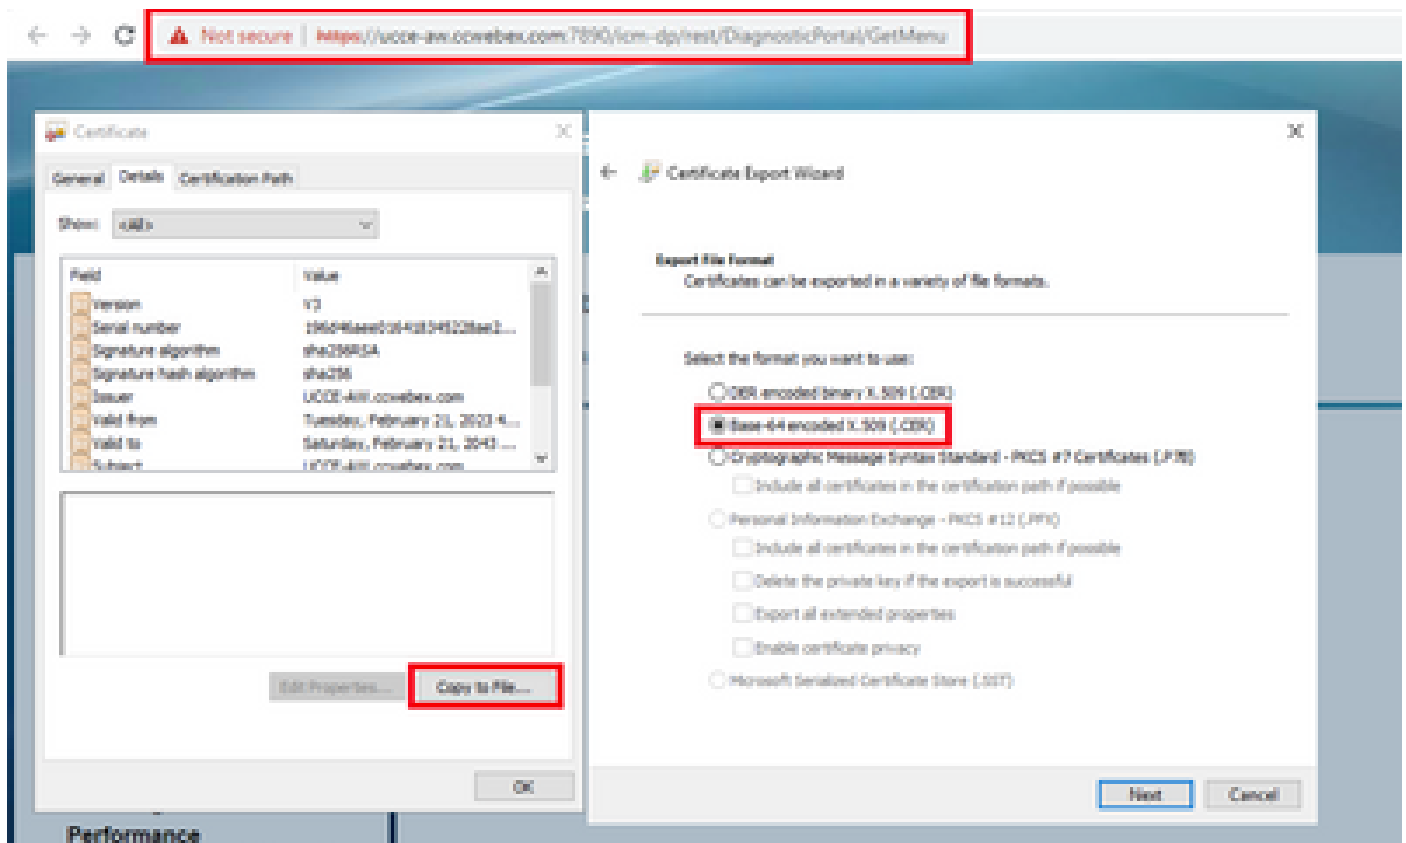 Not secure | https://ucce-aw.ccwebex.com:7890/icm-dp/rest/DiagnosticPortal/GetMenu
Certificate
General Details Certification Path
Show: <All>
Field Value
Version V3
Serial number
Signature algorithm sha256RSA
Signature hash algorithm sha256
Issuer UCCE-AW.ccwebex.com
Valid from Tuesday, February 21, 2023 4...
Valid to Saturday, February 21, 2043 ...
Subject UCCE-AW.ccwebex.com
Edit Properties... Copy to File...
OK
Performance
Certificate Export Wizard
Export File Format
Certificates can be exported in a variety of file formats.
Select the format you want to use:
DER encoded binary X.509 (.CER)
Base-64 encoded X.509 (.CER)
Cryptographic Message Syntax Standard - PKCS #7 Certificates (.P7B)
Include all certificates in the certification path if possible
Personal Information Exchange - PKCS #12 (.PFX)
Include all certificates in the certification path if possible
Delete the private key if the export is successful
Export all extended properties
Enable certificate privacy
Microsoft Serialized Certificate Store (.SST)
Next Cancel